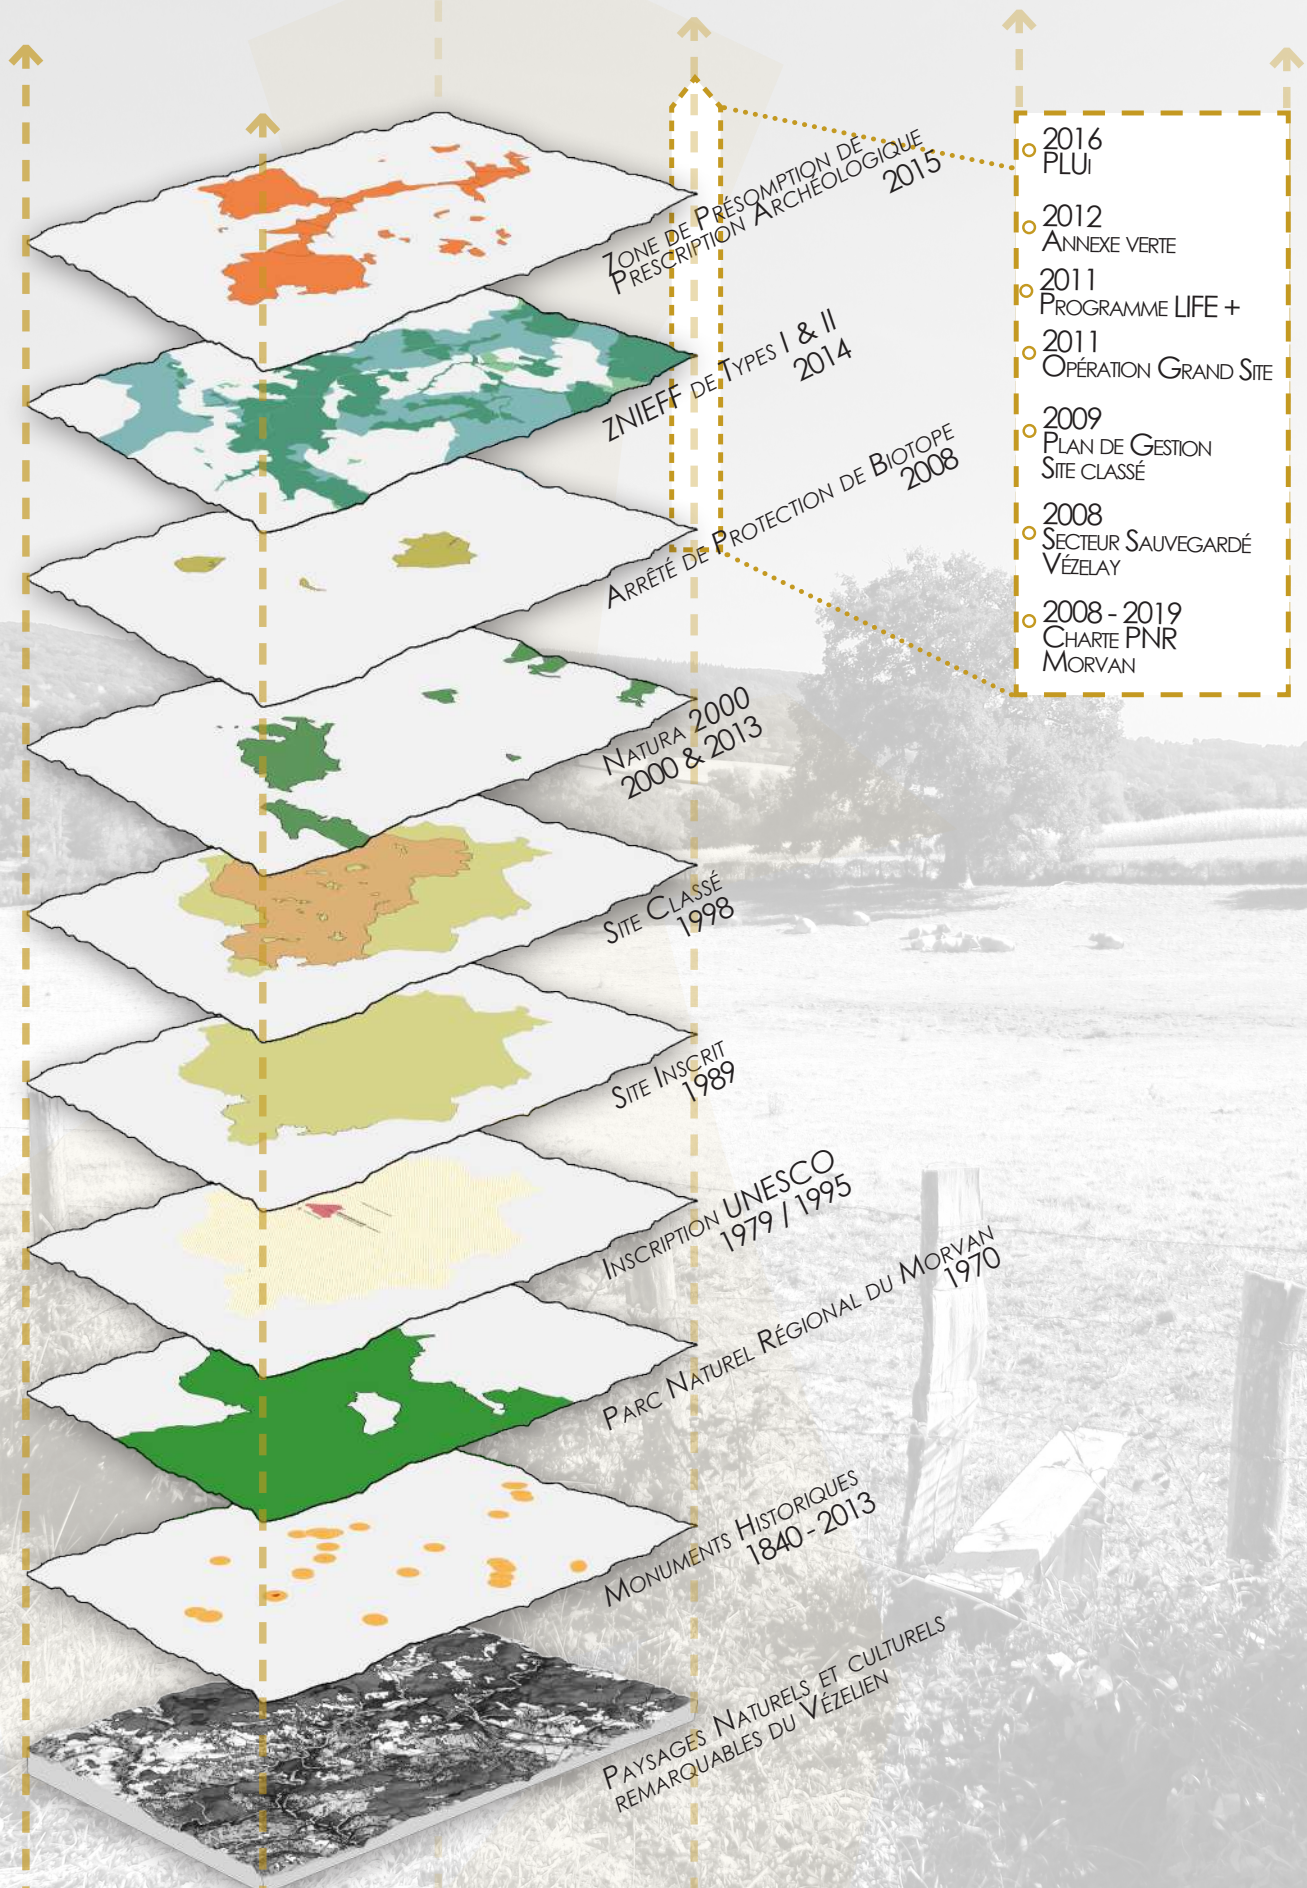 Zone de Présomption de
Prescription Archéologique
2015
ZNIEFF de Types I & II
2014
Arrêté de Protection de Biotope
2008
Natura 2000
2000 & 2013
Site Classé
1998
Site Inscrit
1989
Inscription UNESCO
1979 / 1995
Parc Naturel Régional du Morvan
1970
Monuments Historiques
1840 - 2013
Paysages Naturels et culturels
remarquables du Vézelien
2016
PLUi
2012
Annexe verte
2011
Programme LIFE +
2011
Opération Grand Site
2009
Plan de Gestion
Site classé
2008
Secteur Sauvegardé
Vézelay
2008 - 2019
Charte PNR
Morvan